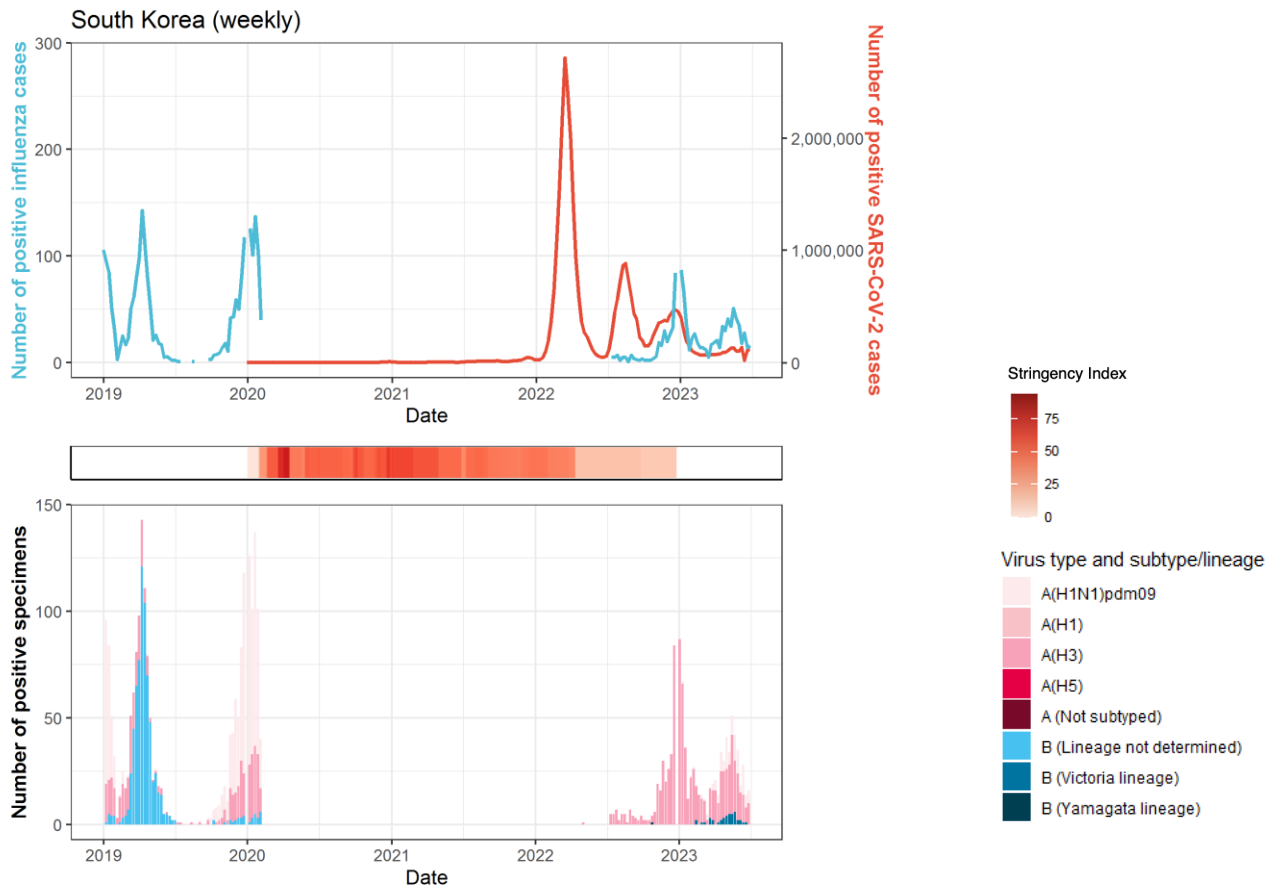 South Korea (weekly)
Number of positive influenza cases
300
200
100
0
2,000,000
1,000,000
0
Number of positive SARS-CoV-2 cases
2019 2020 2021 2022 2023
Date
Stringency Index
75
50
25
0
Number of positive specimens
150
100
50
0
2019 2020 2021 2022 2023
Date
Virus type and subtype/lineage
A(H1N1)pdm09
A(H1)
A(H3)
A(H5)
A (Not subtyped)
B (Lineage not determined)
B (Victoria lineage)
B (Yamagata lineage)